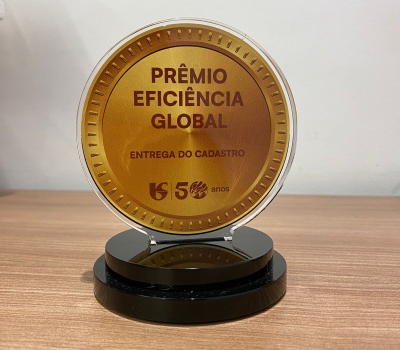 PRÊMIO
EFICIÊNCIA
GLOBAL
ENTREGA DO CADASTRO
50 anos